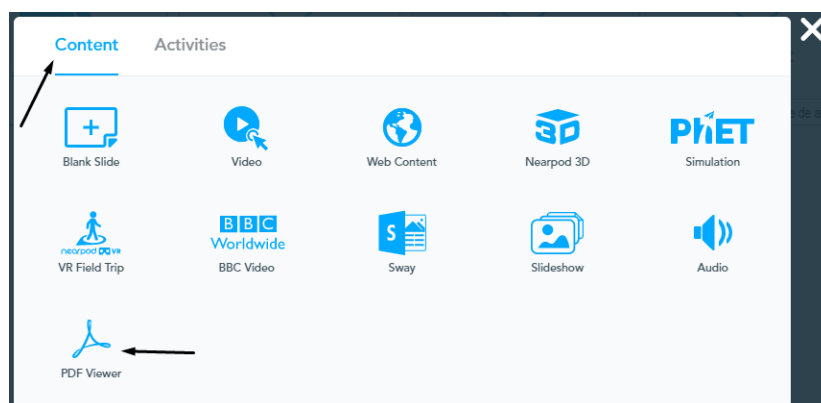 Content Activities
Blank Slide
Video
Web Content
3D
Nearpod 3D
PhET
Simulation
nearpod VR
VR Field Trip
BBC
Worldwide
BBC Video
S
Sway
Slideshow
Audio
PDF Viewer
e de a